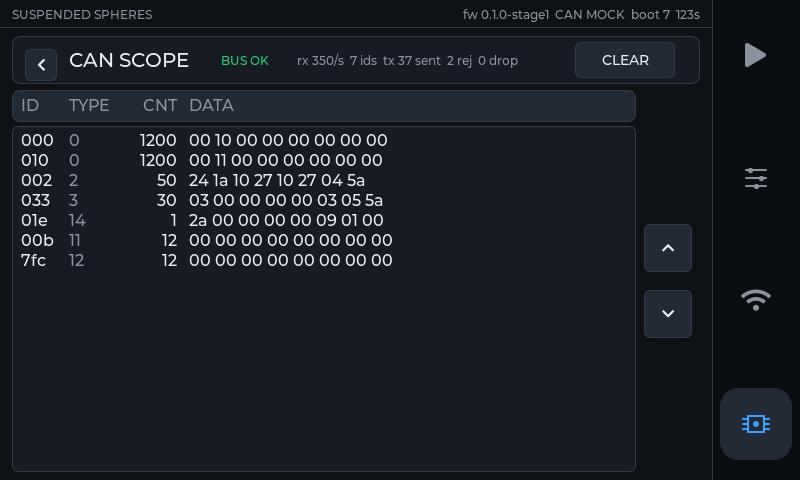 SUSPENDED SPHERES fw 0.1.0-stage1 CAN MOCK boot 7 123s
CAN SCOPE BUS OK rx 350/s 7 ids tx 37 sent 2 rej 0 drop CLEAR
ID TYPE CNT DATA
000 0 1200 00 10 00 00 00 00 00 00
010 0 1200 00 11 00 00 00 00 00 00
002 2 50 24 1a 10 27 10 27 04 5a
033 3 30 03 00 00 00 00 03 05 5a
01e 14 1 2a 00 00 00 00 09 01 00
00b 11 12 00 00 00 00 00 00 00 00
7fc 12 12 00 00 00 00 00 00 00 00